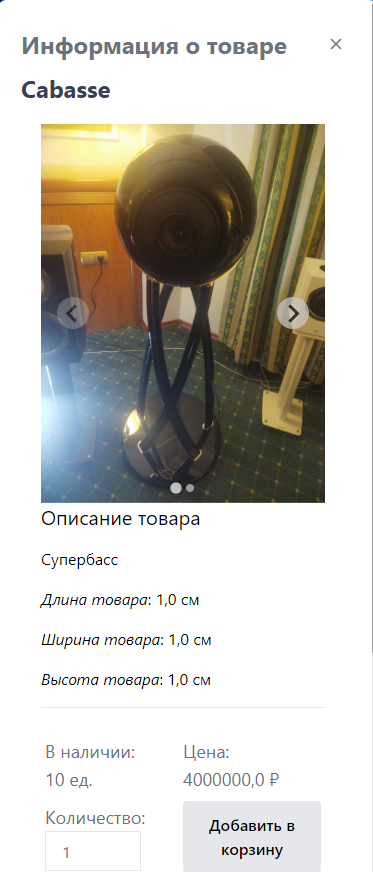 Информация о товаре
Cabasse
Описание товара
Супербасс
Длина товара: 1,0 см
Ширина товара: 1,0 см
Высота товара: 1,0 см
В наличии:
10 ед.
Цена:
4000000,0 ₽
Количество:
1
Добавить в
корзину